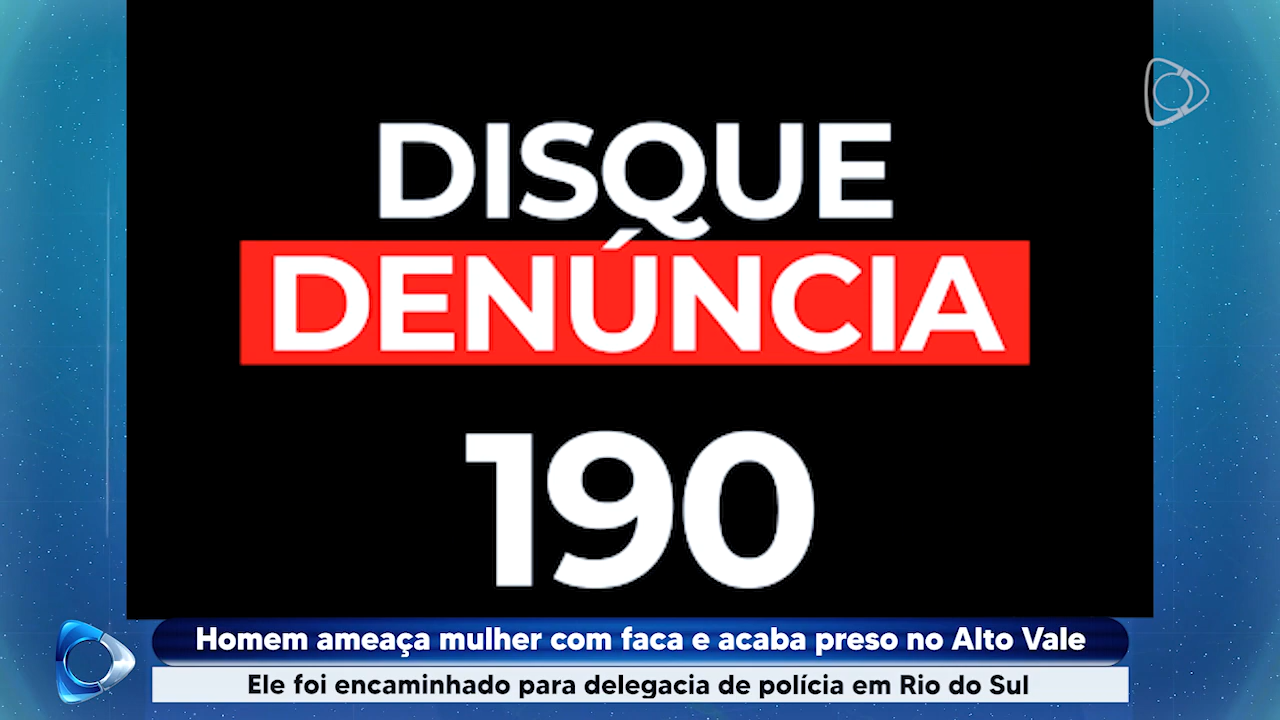 DISQUE
DENÚNCIA
190
Homem ameaça mulher com faca e acaba preso no Alto Vale
Ele foi encaminhado para delegacia de polícia em Rio do Sul